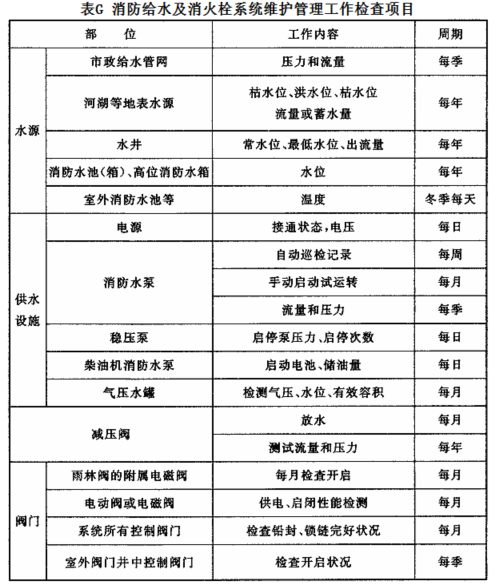 表G 消防给水及消火栓系统维护管理工作检查项目
部 位 工作内容 周期
水源 市政给水管网 压力和流量 每季
河湖等地表水源 枯水位、洪水位、枯水位
流量或蓄水量 每年
水井 常水位、最低水位、出流量 每年
消防水池(箱)、高位消防水箱 水位 每年
室外消防水池等 温度 冬季每天
供水
设施 电源 接通状态,电压 每日
消防水泵 自动巡检记录 每周
手动启动试运转 每月
流量和压力 每季
稳压泵 启停泵压力、启停次数 每日
柴油机消防水泵 启动电池、储油量 每日
气压水罐 检测气压、水位、有效容积 每月
减压阀 放水 每月
测试流量和压力 每年
阀门 雨林阀的附属电磁阀 每月检查开启 每月
电动阀或电磁阀 供电、启闭性能检测 每月
系统所有控制阀门 检查铅封、锁链完好状况 每月
室外阀门井中控制阀门 检查开启状况 每季